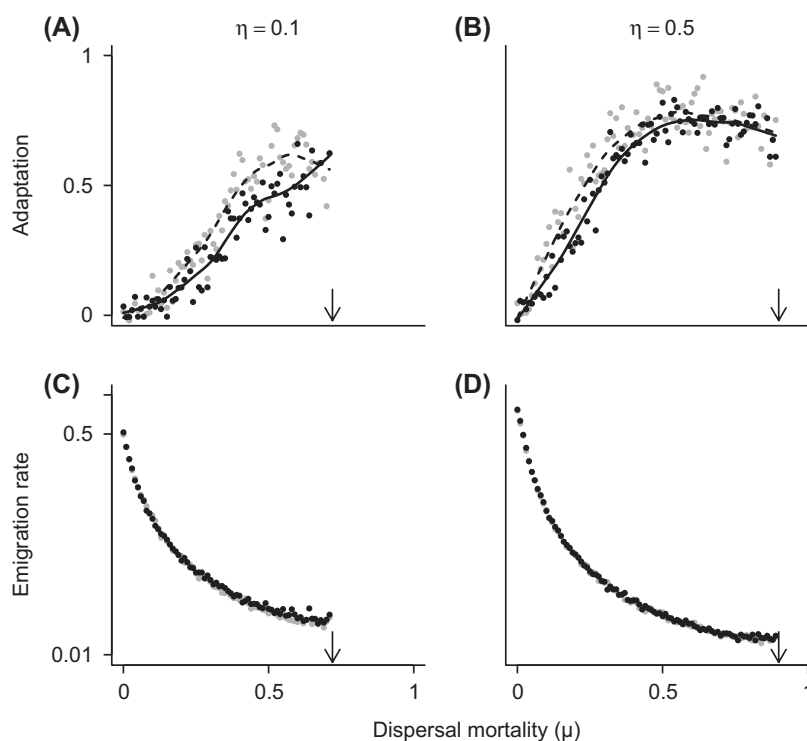 (A)
η = 0.1
(B)
η = 0.5
Adaptation
1
0.5
0
(C)
(D)
Emigration rate
0.5
0.01
0
0.5
1
0
0.5
1
Dispersal mortality (μ)